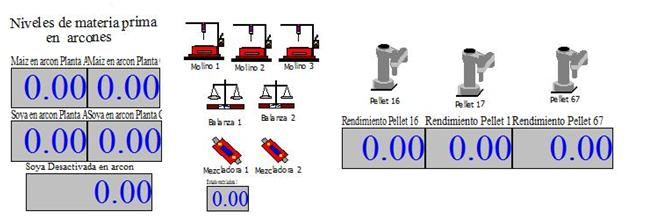 Niveles de materia prima
en arcones
Maiz en arcon Planta A Maiz en arcon Planta
0.00 0.00
Soya en arcon Planta A Soya en arcon Planta
0.00 0.00
Soya Desactivada en arcon
0.00
Molino 1 Molino 2 Molino 3
Balanza 1 Balanza 2
Mezcladora 1 Mezcladora 2
0.00
Pellet 16 Pellet 17 Pellet 67
Rendimiento Pellet 16 Rendimiento Pellet 1 Rendimiento Pellet 67
0.00 0.00 0.00